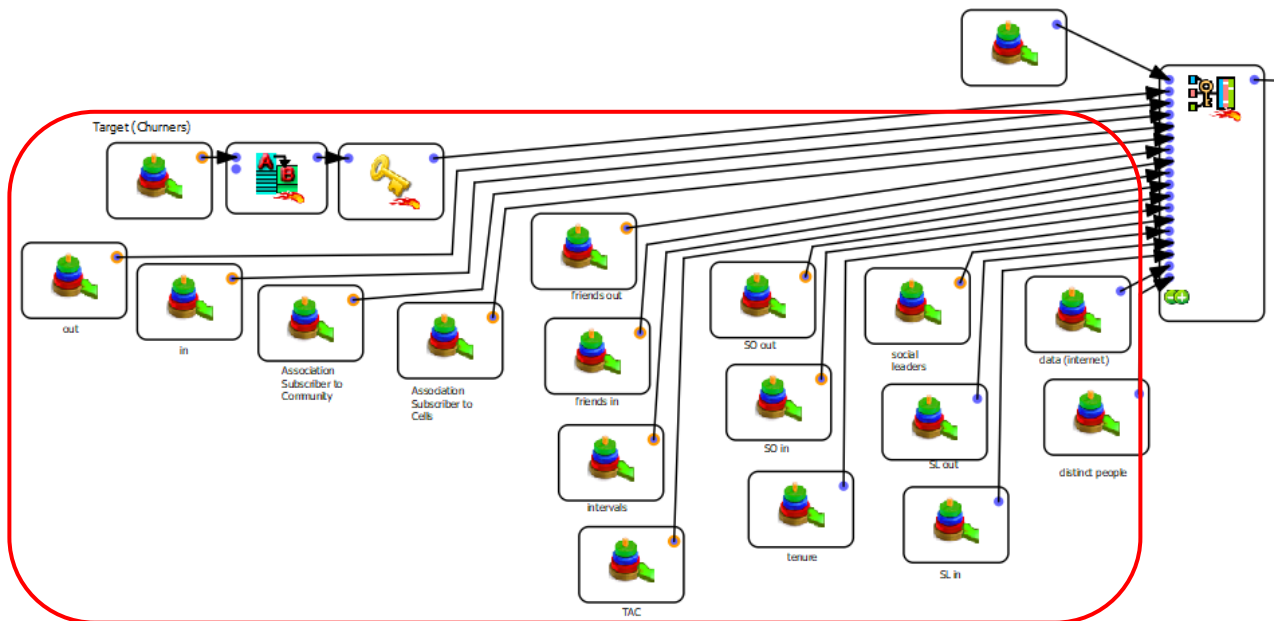 Target (Churners)
A
B
out
in
Association
Subscriber to
Community
Association
Subscriber to
Cells
friends out
friends in
intervals
TAC
SO out
SO in
tenure
social
leaders
SL out
SL in
data (internet)
distinct people